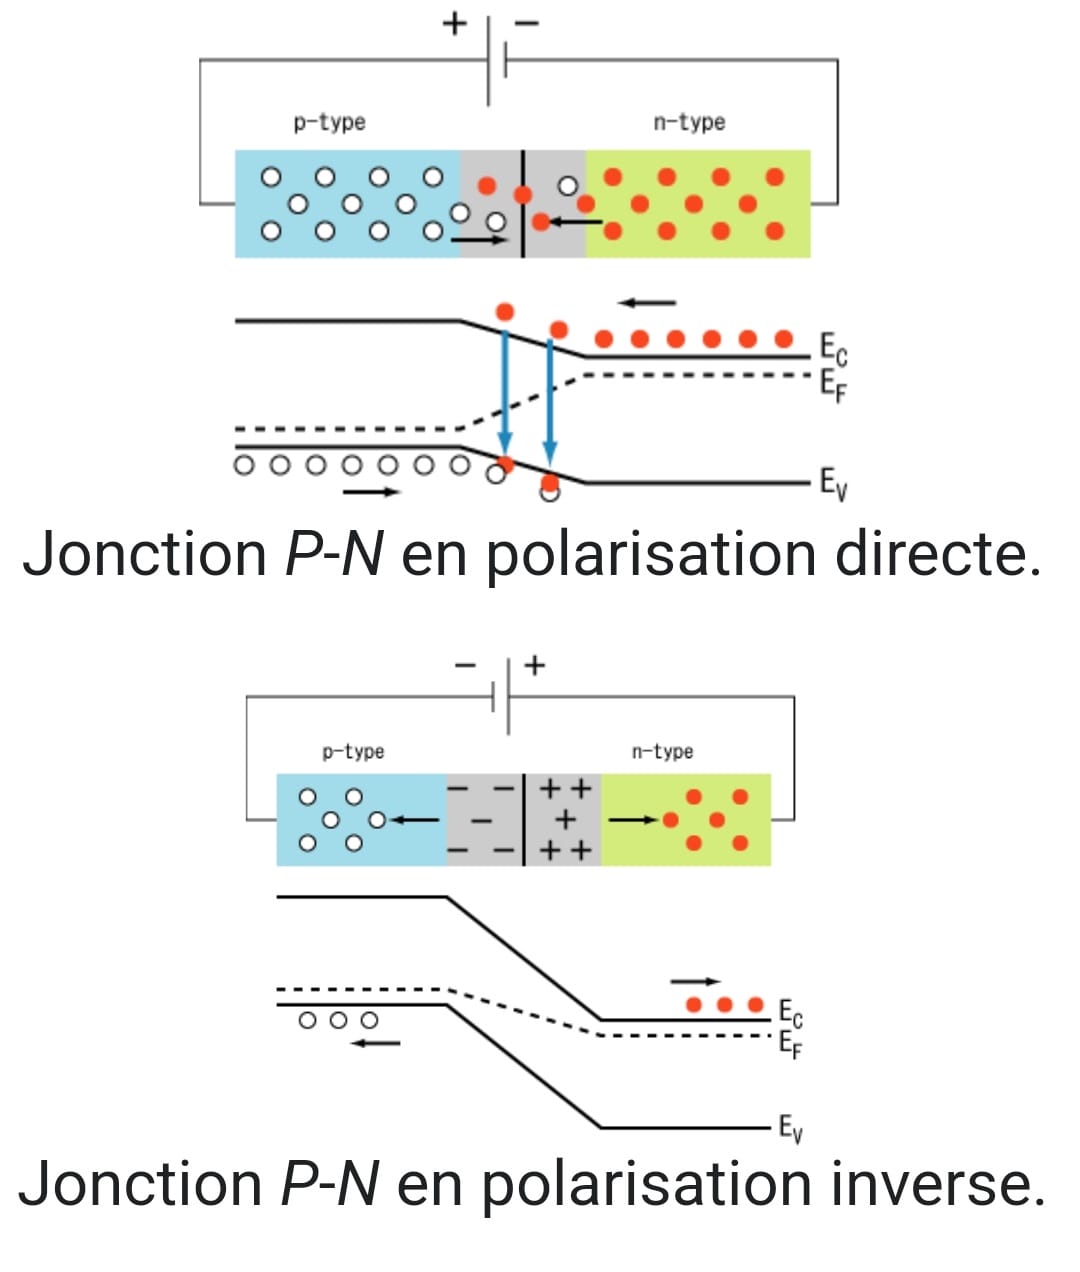 + −
p-type n-type
E_C
E_F
E_V
Jonction P-N en polarisation directe.
− +
p-type n-type
− − + +
− +
− − + +
E_C
E_F
E_V
Jonction P-N en polarisation inverse.